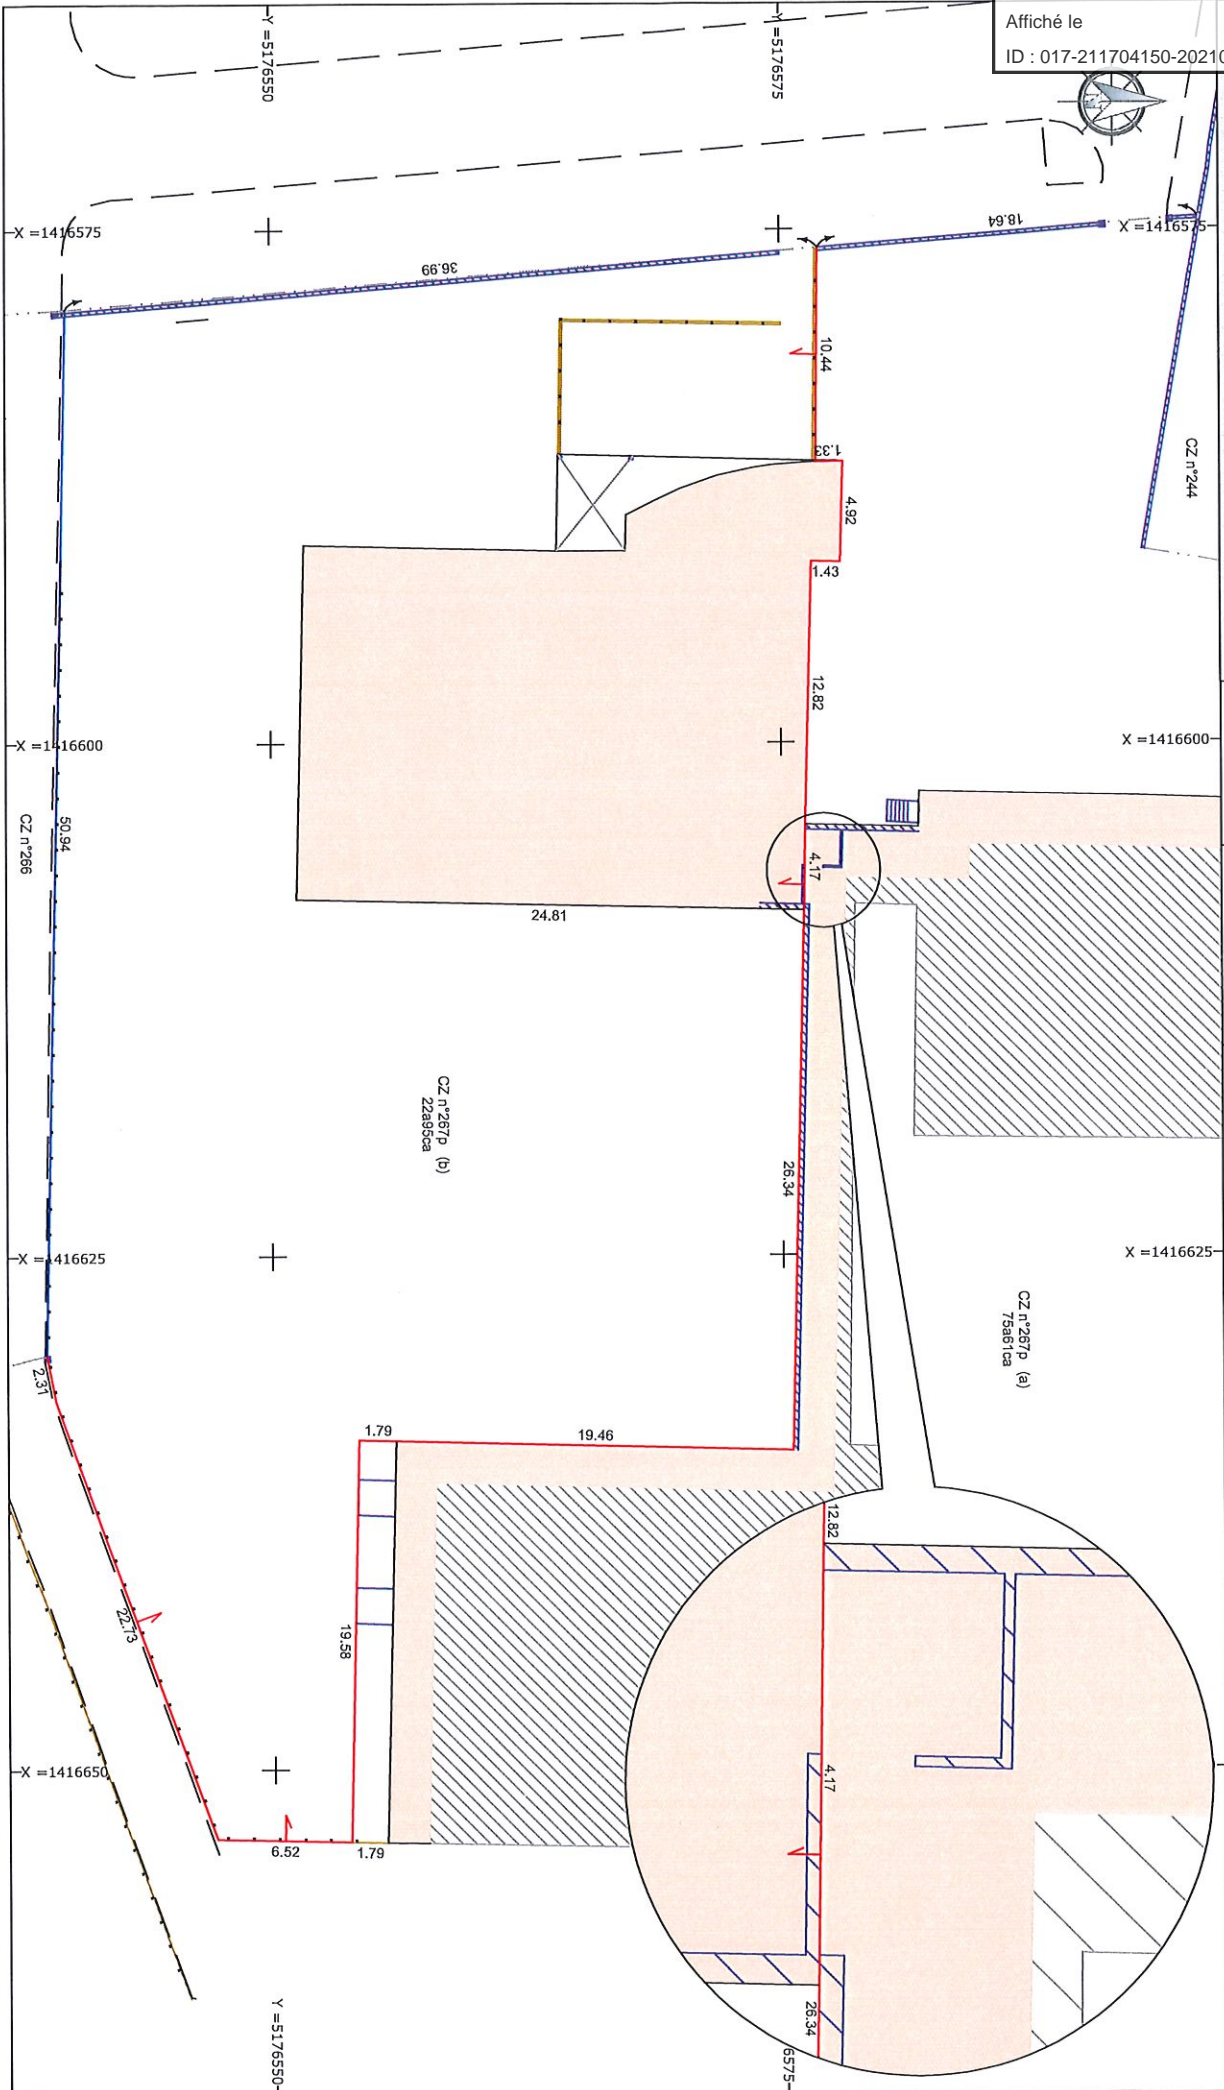 Affiché le
ID : 017-211704150-20210
Y =5176550
Y =5176575
X =1416575
X =1416575
18.64
36.99
10.44
1.33
4.92
1.43
CZ n°244
12.82
X =1416600
X =1416600
50.94
CZ n°266
4.17
24.81
CZ n°267p (b)
22a95ca
26.34
X =1416625
X =1416625
CZ n°267p (a)
75a61ca
2.31
1.79
19.46
12.82
22.73
19.58
X =1416650
4.17
6.52
1.79
26.34
Y =5176550
6575